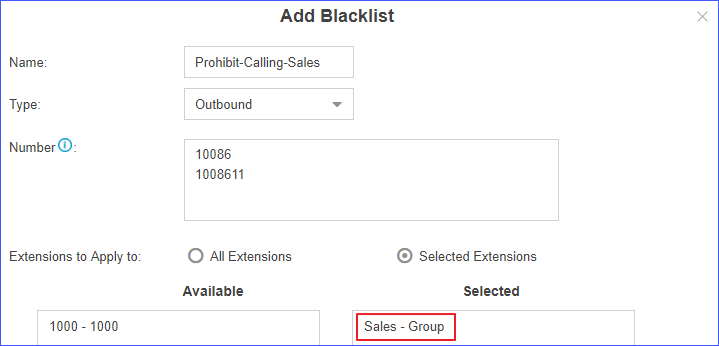 Add Blacklist
Name: Prohibit-Calling-Sales
Type: Outbound
Number :
10086
1008611
Extensions to Apply to: All Extensions Selected Extensions
Available Selected
1000 - 1000 Sales - Group